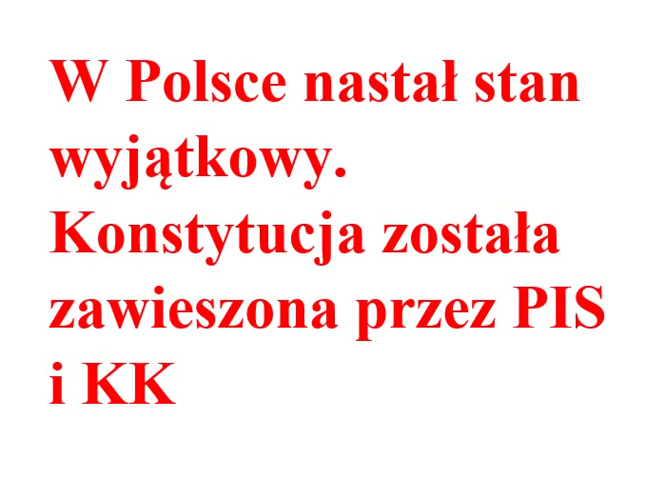 W Polsce nastał stan
wyjątkowy.
Konstytucja została
zawieszona przez PIS
i KK